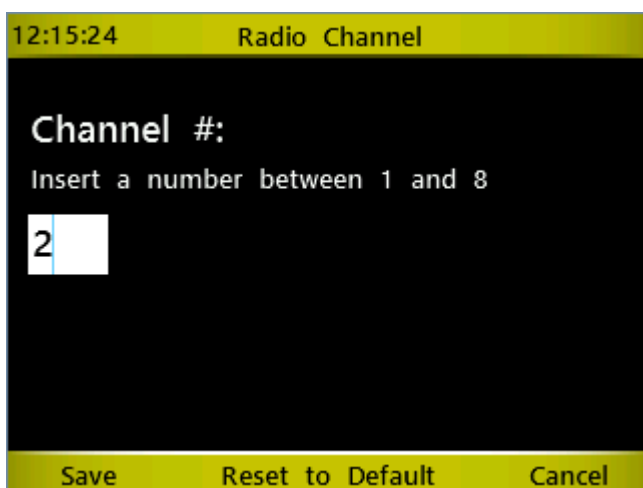 12:15:24 Radio Channel
Channel #:
Insert a number between 1 and 8
2
Save Reset to Default Cancel